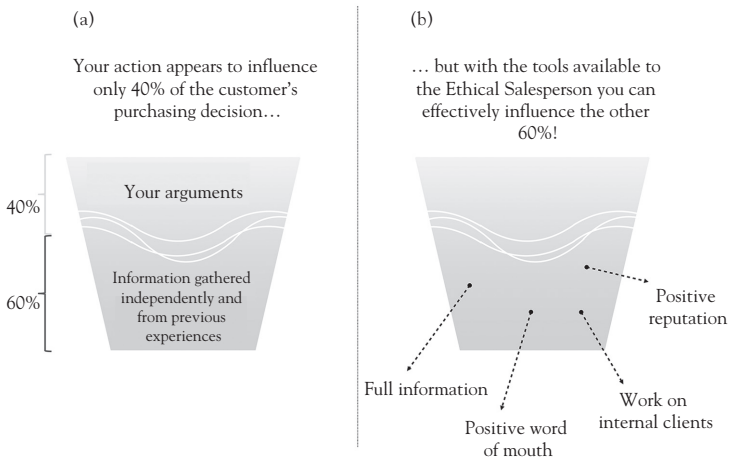 (a)
Your action appears to influence
only 40% of the customer's
purchasing decision…
40%
Your arguments
60%
Information gathered
independently and
from previous
experiences
(b)
… but with the tools available to
the Ethical Salesperson you can
effectively influence the other
60%!
Positive
reputation
Full information
Work on
internal clients
Positive word
of mouth